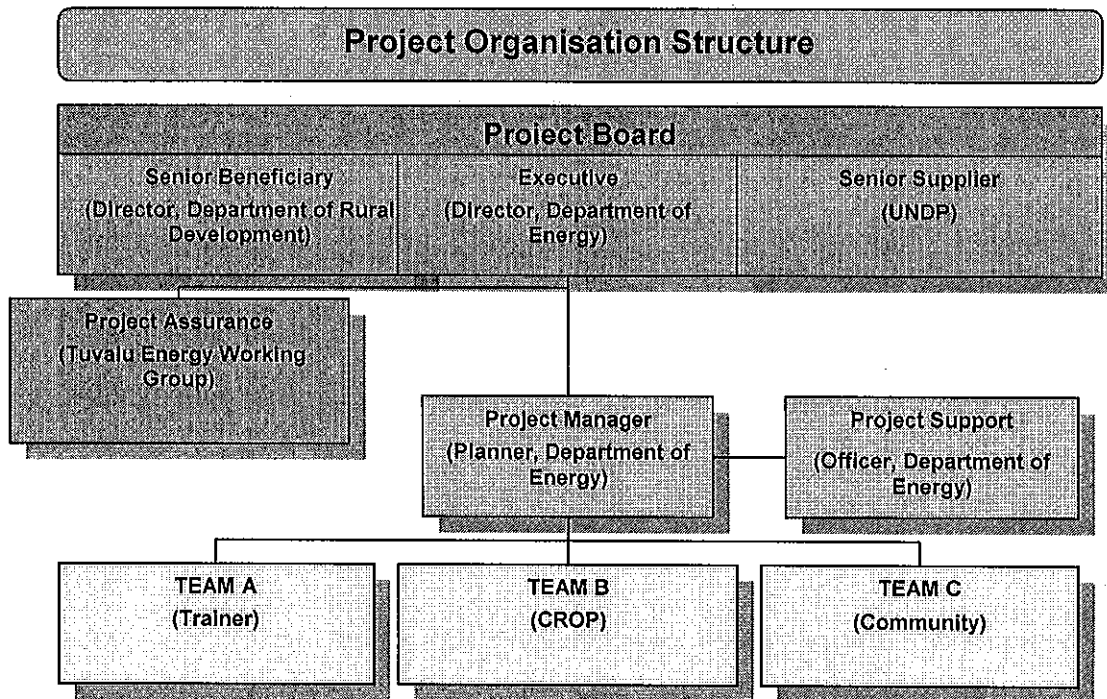 Project Organisation Structure
Project Board
Senior Beneficiary
(Director, Department of Rural
Development)
Executive
(Director, Department of
Energy)
Senior Supplier
(UNDP)
Project Assurance
(Tuvalu Energy Working
Group)
Project Manager
(Planner, Department of
Energy)
Project Support
(Officer, Department of
Energy)
TEAM A
(Trainer)
TEAM B
(CROP)
TEAM C
(Community)